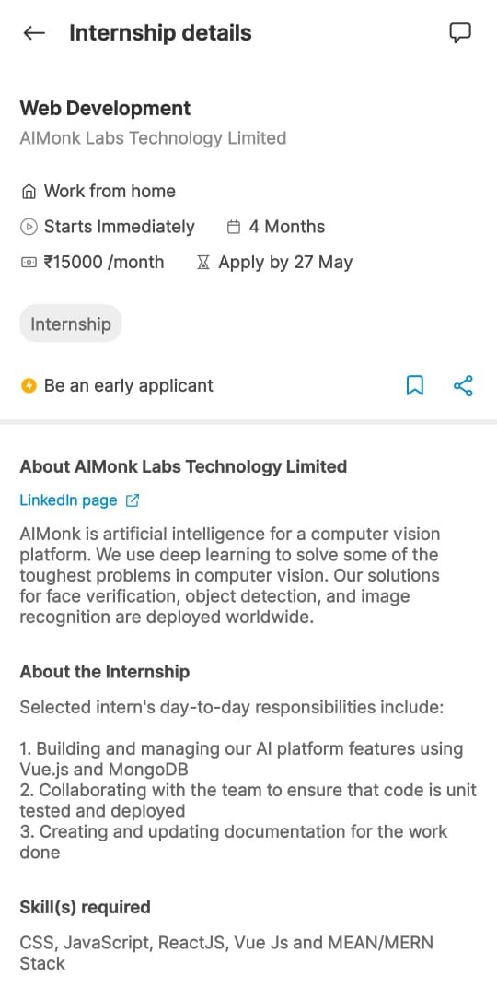 Internship details
Web Development
AIMonk Labs Technology Limited
Work from home
Starts Immediately 4 Months
₹15000 /month Apply by 27 May
Internship
Be an early applicant
About AIMonk Labs Technology Limited
LinkedIn page
AIMonk is artificial intelligence for a computer vision
platform. We use deep learning to solve some of the
toughest problems in computer vision. Our solutions
for face verification, object detection, and image
recognition are deployed worldwide.
About the Internship
Selected intern's day-to-day responsibilities include:
1. Building and managing our AI platform features using
Vue.js and MongoDB
2. Collaborating with the team to ensure that code is unit
tested and deployed
3. Creating and updating documentation for the work
done
Skill(s) required
CSS, JavaScript, ReactJS, Vue Js and MEAN/MERN
Stack